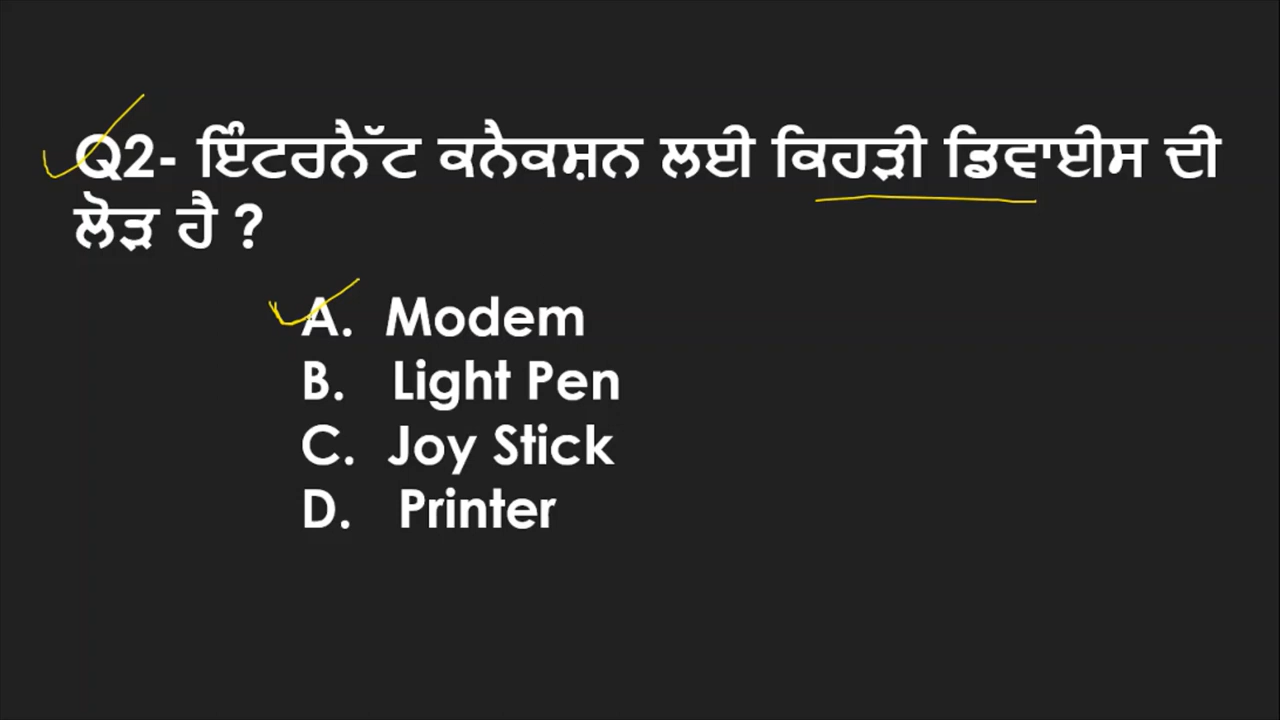 Q2- ਇੰਟਰਨੈੱਟ ਕਨੈਕਸ਼ਨ ਲਈ ਕਿਹੜੀ ਡਿਵਾਈਸ ਦੀ
ਲੋੜ ਹੈ ?
A. Modem
B. Light Pen
C. Joy Stick
D. Printer